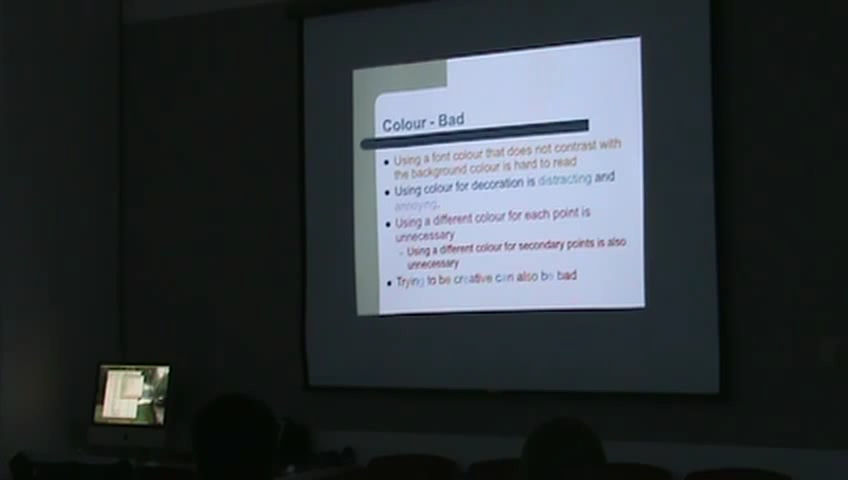 Colour - Bad
Using a font colour that does not contrast with
the background colour is hard to read
Using colour for decoration is distracting and
annoying.
Using a different colour for each point is
unnecessary
Using a different colour for secondary points is also
unnecessary
Trying to be creative can also be bad